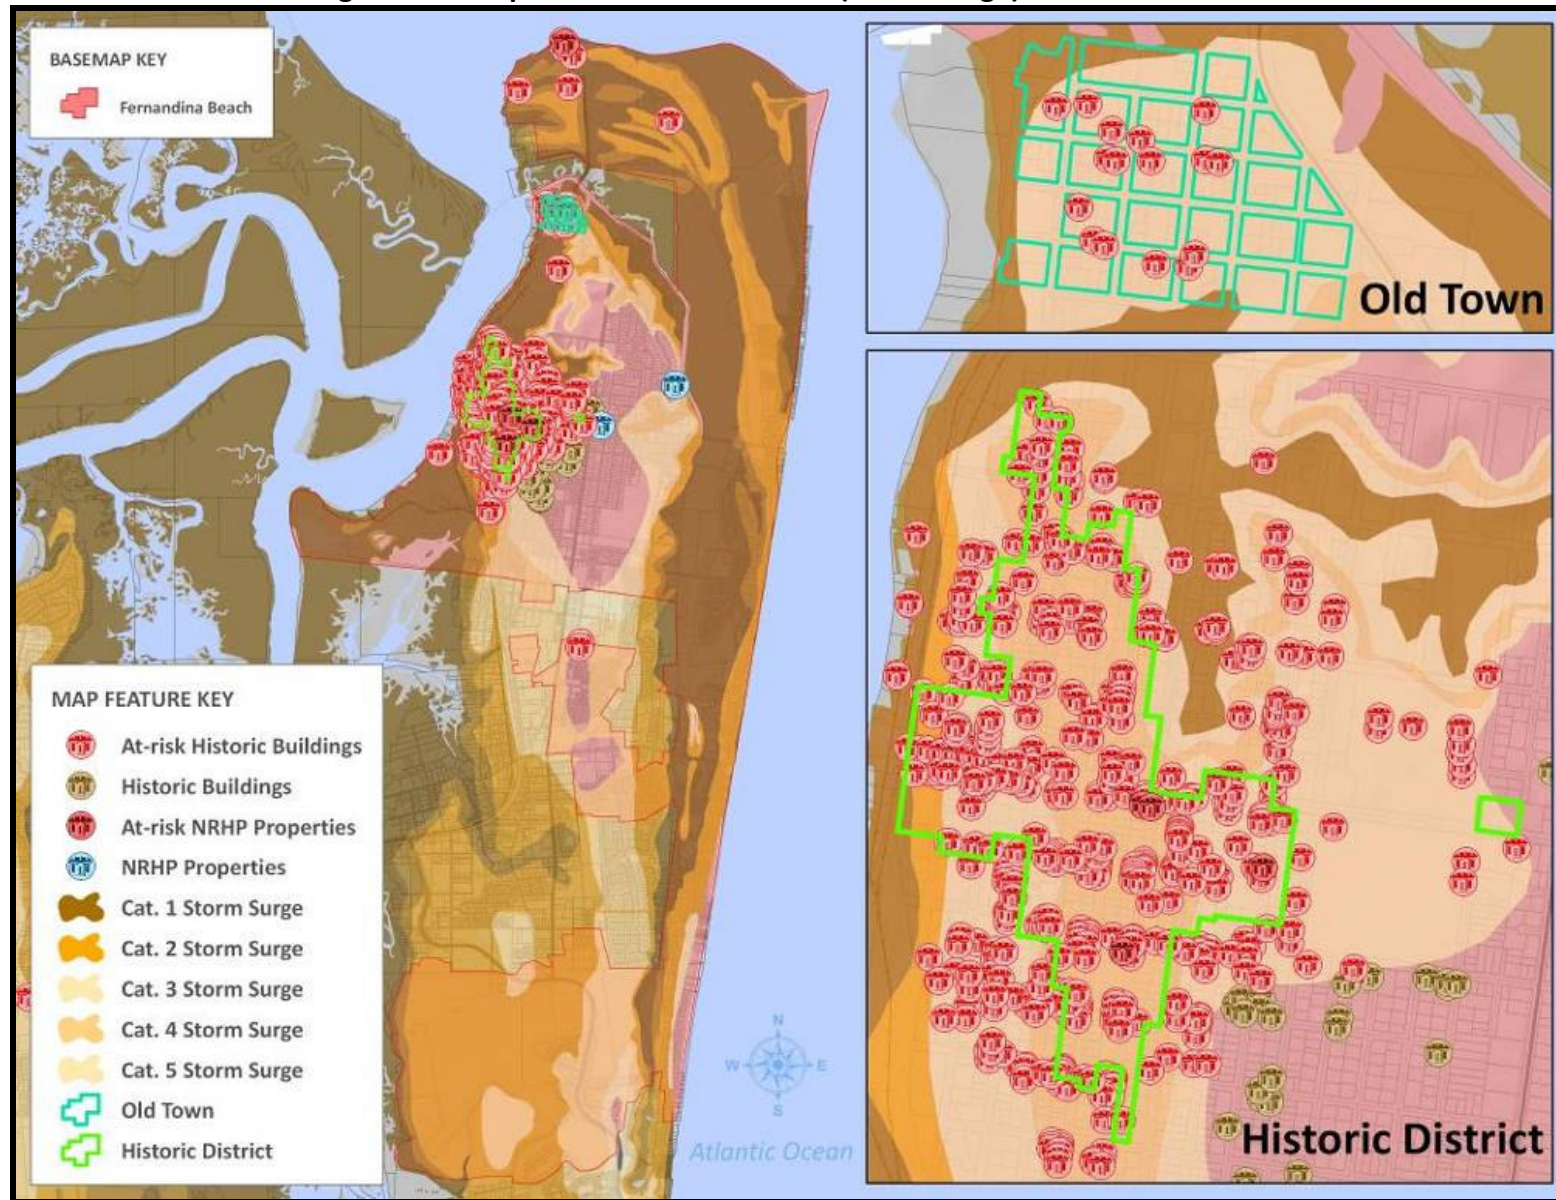 BASEMAP KEY
Fernandina Beach
MAP FEATURE KEY
At-risk Historic Buildings
Historic Buildings
At-risk NRHP Properties
NRHP Properties
Cat. 1 Storm Surge
Cat. 2 Storm Surge
Cat. 3 Storm Surge
Cat. 4 Storm Surge
Cat. 5 Storm Surge
Old Town
Historic District
N
W
E
S
Atlantic Ocean
Old Town
Historic District